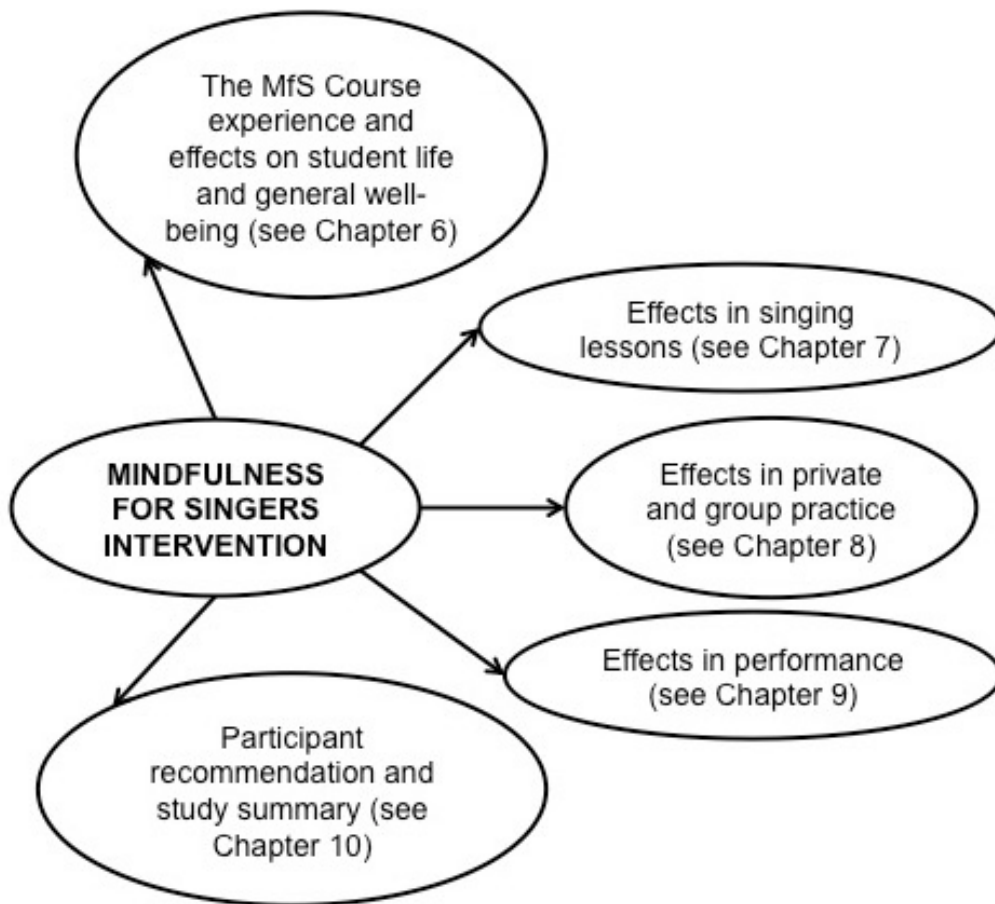 The MfS Course
experience and
effects on student life
and general well-
being (see Chapter 6)
Effects in singing
lessons (see Chapter 7)
MINDFULNESS
FOR SINGERS
INTERVENTION
Effects in private
and group practice
(see Chapter 8)
Effects in performance
(see Chapter 9)
Participant
recommendation and
study summary (see
Chapter 10)